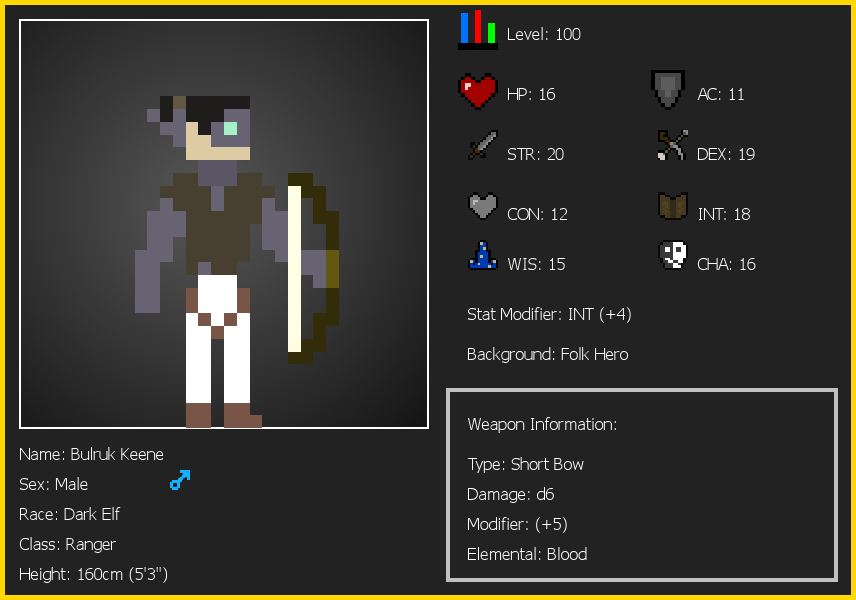 Level: 100
HP: 16
AC: 11
STR: 20
DEX: 19
CON: 12
INT: 18
WIS: 15
CHA: 16
Stat Modifier: INT (+4)
Background: Folk Hero
Weapon Information:
Type: Short Bow
Damage: d6
Modifier: (+5)
Elemental: Blood
Name: Bulruk Keene
Sex: Male
Race: Dark Elf
Class: Ranger
Height: 160cm (5'3")